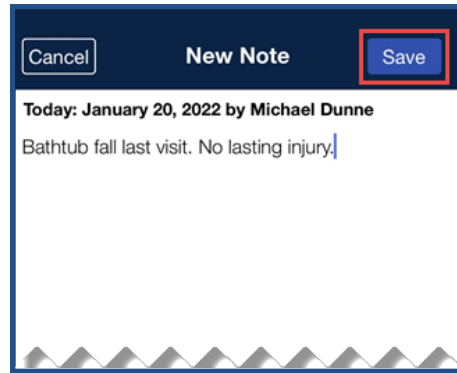 Cancel New Note Save
Today: January 20, 2022 by Michael Dunne
Bathtub fall last visit. No lasting injury.